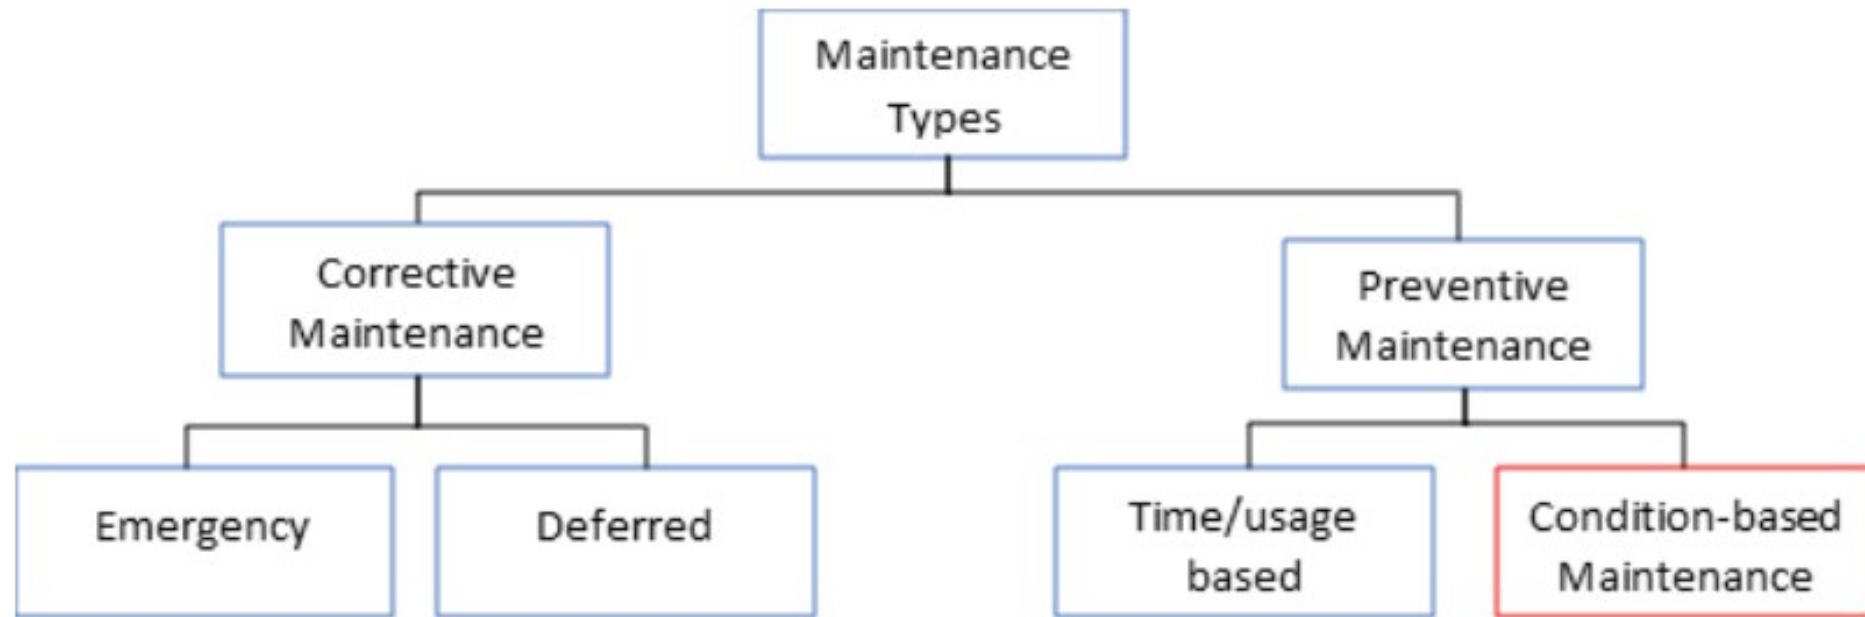 Maintenance
Types
Corrective
Maintenance
Preventive
Maintenance
Emergency
Deferred
Time/usage
based
Condition-based
Maintenance